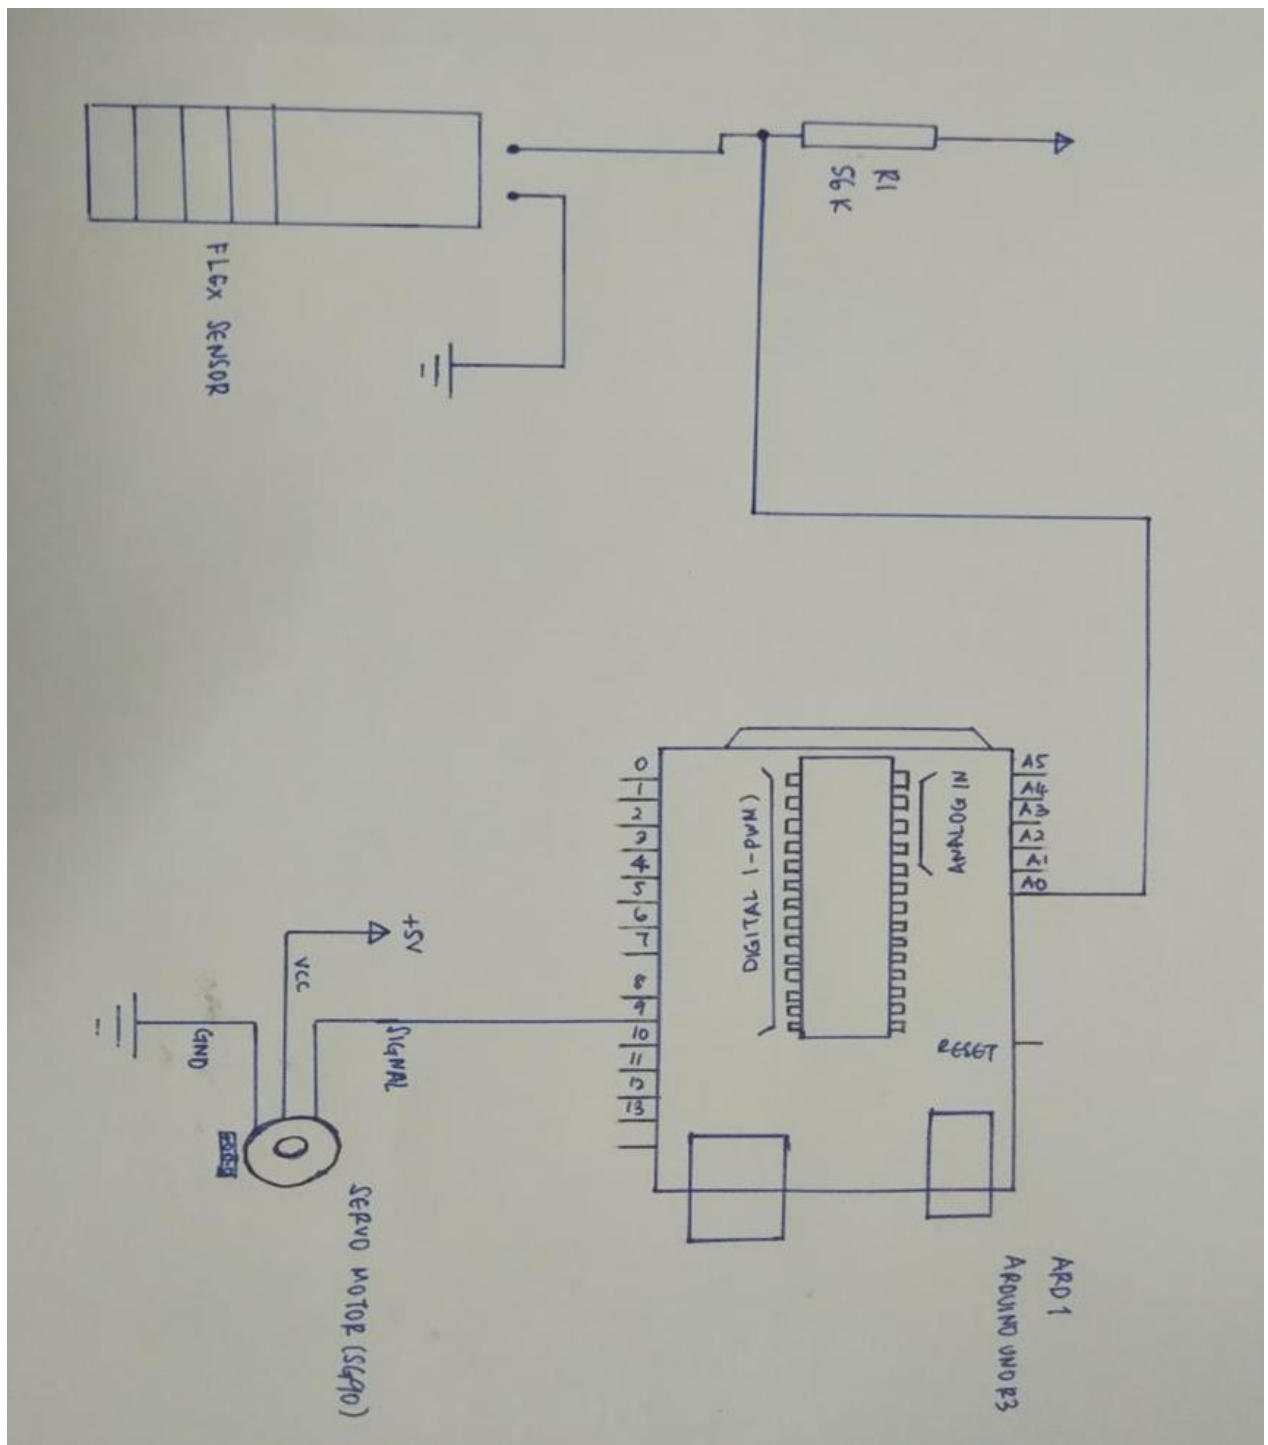 R1
56 K
FLEX SENSOR
A5
A4
A3
A2
A1
A0
ANALOG IN
RESET
DIGITAL 1-PWM)
0
1
2
3
4
5
6
7
8
9
10
11
12
13
ARD1
ARDUINO UNO R3
+5V
VCC
SIGNAL
GND
SERVO MOTOR (SG90)